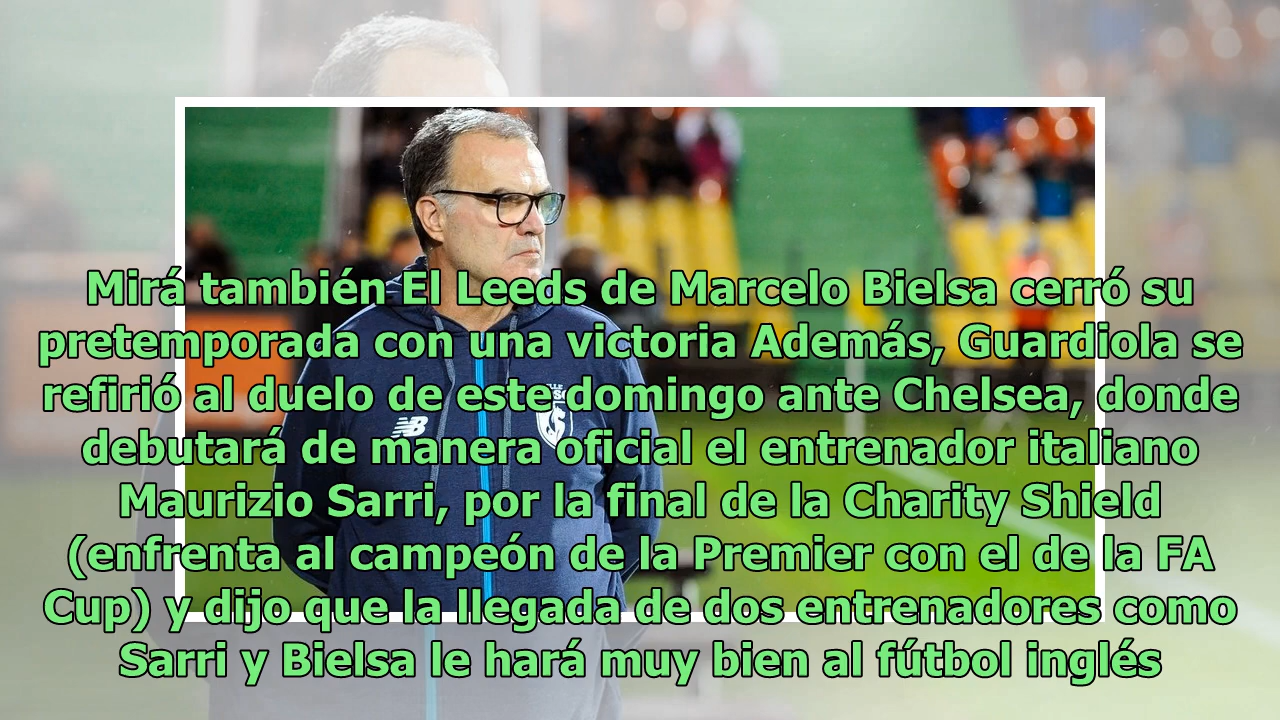 Mirá también El Leeds de Marcelo Bielsa cerró su
pretemporada con una victoria Además, Guardiola se
refirió al duelo de este domingo ante Chelsea, donde
debutará de manera oficial el entrenador italiano
Maurizio Sarri, por la final de la Charity Shield
(enfrenta al campeón de la Premier con el de la FA
Cup) y dijo que la llegada de dos entrenadores como
Sarri y Bielsa le hará muy bien al fútbol inglés